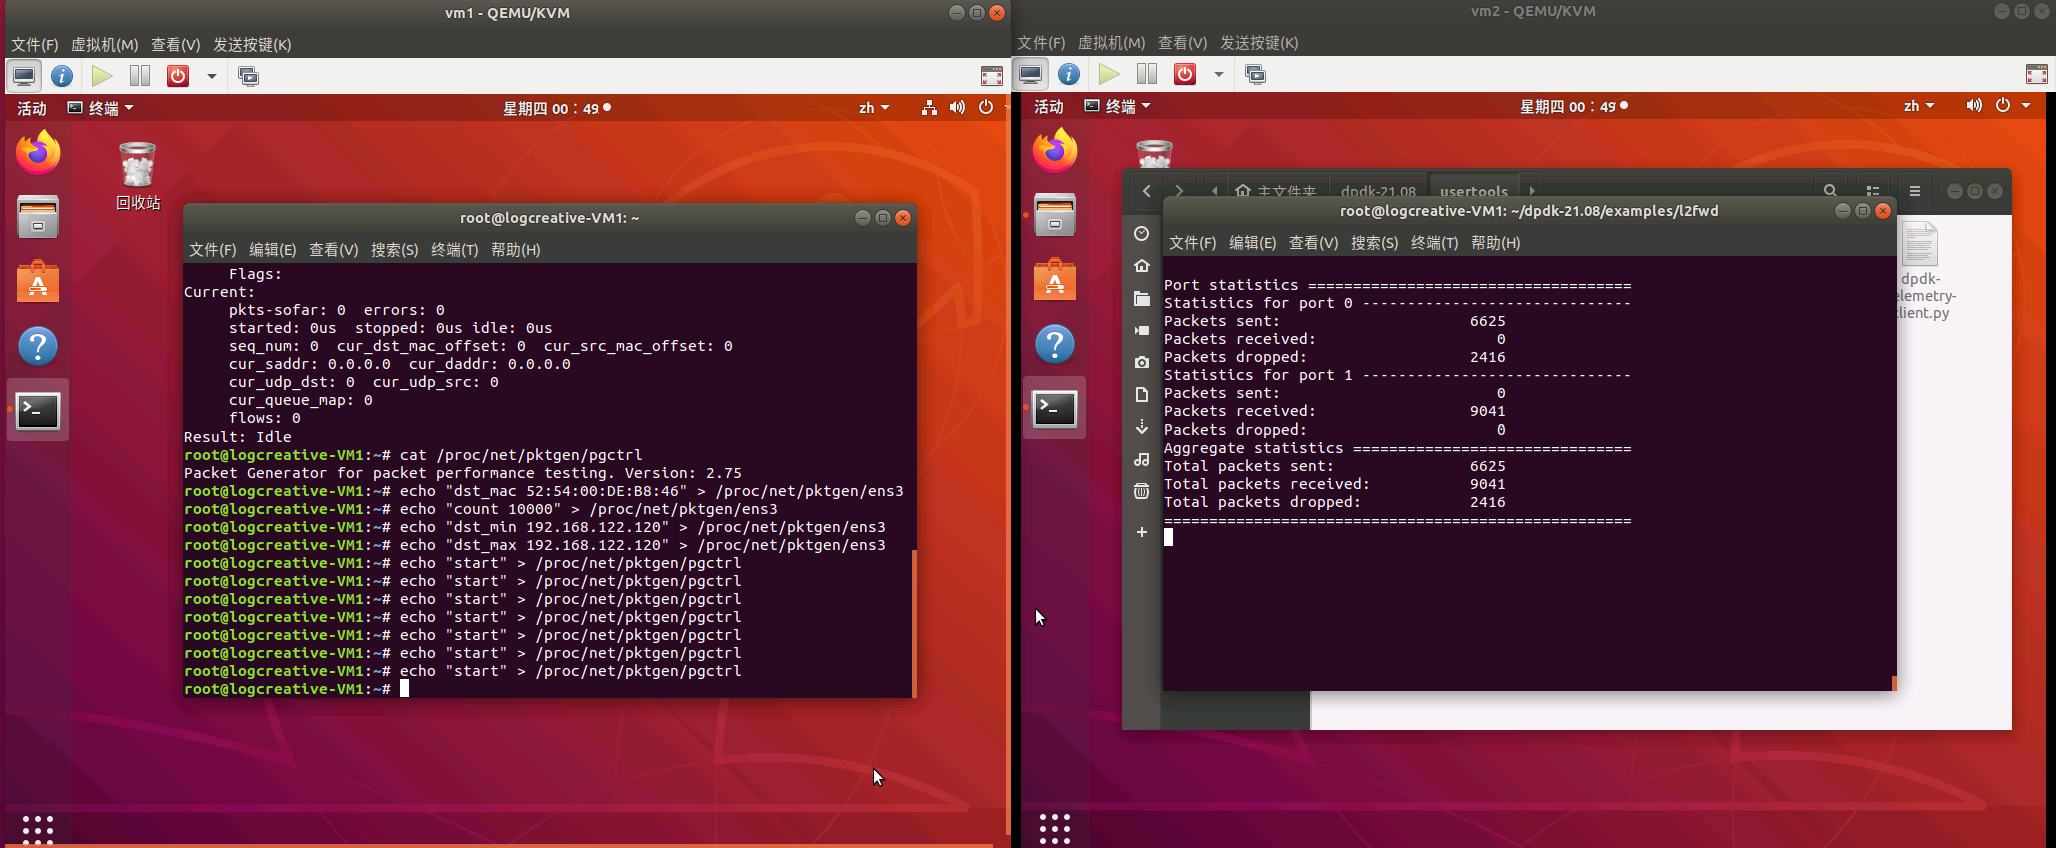 vm1 - QEMU/KVM
文件(F) 虚拟机(M) 查看(V) 发送按键(K)
活动 终端 星期四 00：49 zh
回收站
root@logcreative-VM1: ~
文件(F) 编辑(E) 查看(V) 搜索(S) 终端(T) 帮助(H)
Flags:
Current:
pkts-sofar: 0  errors: 0
started: 0us  stopped: 0us idle: 0us
seq_num: 0  cur_dst_mac_offset: 0  cur_src_mac_offset: 0
cur_saddr: 0.0.0.0  cur_daddr: 0.0.0.0
cur_udp_dst: 0  cur_udp_src: 0
cur_queue_map: 0
flows: 0
Result: Idle
root@logcreative-VM1:~# cat /proc/net/pktgen/pgctrl
Packet Generator for packet performance testing. Version: 2.75
root@logcreative-VM1:~# echo "dst_mac 52:54:00:DE:B8:46" > /proc/net/pktgen/ens3
root@logcreative-VM1:~# echo "count 10000" > /proc/net/pktgen/ens3
root@logcreative-VM1:~# echo "dst_min 192.168.122.120" > /proc/net/pktgen/ens3
root@logcreative-VM1:~# echo "dst_max 192.168.122.120" > /proc/net/pktgen/ens3
root@logcreative-VM1:~# echo "start" > /proc/net/pktgen/pgctrl
root@logcreative-VM1:~# echo "start" > /proc/net/pktgen/pgctrl
root@logcreative-VM1:~# echo "start" > /proc/net/pktgen/pgctrl
root@logcreative-VM1:~# echo "start" > /proc/net/pktgen/pgctrl
root@logcreative-VM1:~# echo "start" > /proc/net/pktgen/pgctrl
root@logcreative-VM1:~# echo "start" > /proc/net/pktgen/pgctrl
root@logcreative-VM1:~# echo "start" > /proc/net/pktgen/pgctrl
root@logcreative-VM1:~#
vm2 - QEMU/KVM
文件(F) 虚拟机(M) 查看(V) 发送按键(K)
活动 终端 星期四 00：49 zh
主文件夹 dpdk-21.08 usertools
root@logcreative-VM1: ~/dpdk-21.08/examples/l2fwd
文件(F) 编辑(E) 查看(V) 搜索(S) 终端(T) 帮助(H)
Port statistics ====================================
Statistics for port 0 ------------------------------
Packets sent: 6625
Packets received: 0
Packets dropped: 2416
Statistics for port 1 ------------------------------
Packets sent: 0
Packets received: 9041
Packets dropped: 0
Aggregate statistics ===============================
Total packets sent: 6625
Total packets received: 9041
Total packets dropped: 2416
====================================================
dpdk-
elemetry-
client.py